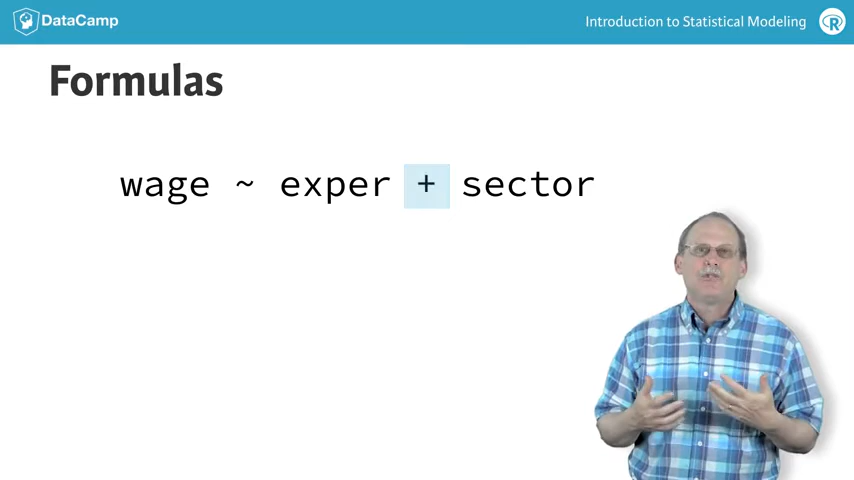 DataCamp
Introduction to Statistical Modeling
R
Formulas
wage ~ exper + sector